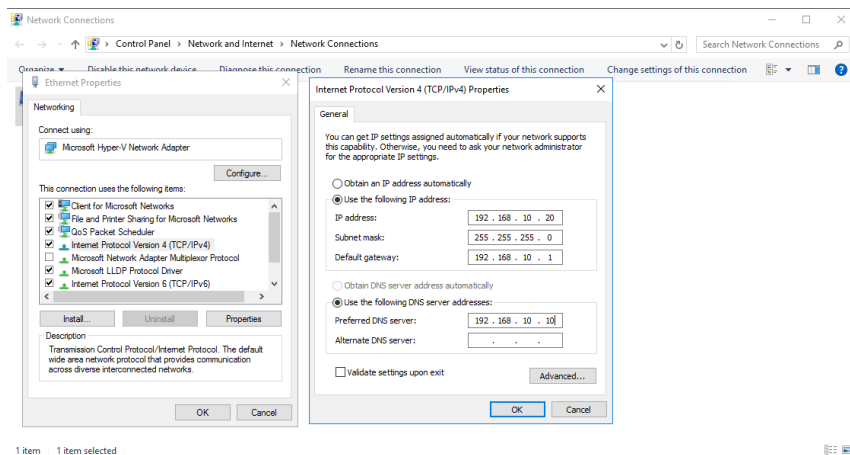 Network Connections
Control Panel > Network and Internet > Network Connections
Search Network Connections
Organize Disable this network device Diagnose this connection Rename this connection View status of this connection Change settings of this connection
Ethernet Properties
Networking
Connect using:
Microsoft Hyper-V Network Adapter
Configure...
This connection uses the following items:
Client for Microsoft Networks
File and Printer Sharing for Microsoft Networks
QoS Packet Scheduler
Internet Protocol Version 4 (TCP/IPv4)
Microsoft Network Adapter Multiplexor Protocol
Microsoft LLDP Protocol Driver
Internet Protocol Version 6 (TCP/IPv6)
Install... Uninstall Properties
Description
Transmission Control Protocol/Internet Protocol. The default
wide area network protocol that provides communication
across diverse interconnected networks.
OK Cancel
Internet Protocol Version 4 (TCP/IPv4) Properties
General
You can get IP settings assigned automatically if your network supports
this capability. Otherwise, you need to ask your network administrator
for the appropriate IP settings.
Obtain an IP address automatically
Use the following IP address:
IP address: 192 . 168 . 10 . 20
Subnet mask: 255 . 255 . 255 . 0
Default gateway: 192 . 168 . 10 . 1
Obtain DNS server address automatically
Use the following DNS server addresses:
Preferred DNS server: 192 . 168 . 10 . 10
Alternate DNS server: . . .
Validate settings upon exit
Advanced...
OK Cancel
1 item 1 item selected